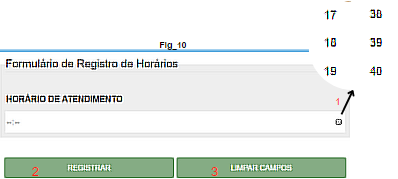 17 38
Fig_10
18 39
Formulário de Registro de Horários
19 40
HORÁRIO DE ATENDIMENTO 1
--:--
2 REGISTRAR 3 LIMPAR CAMPOS